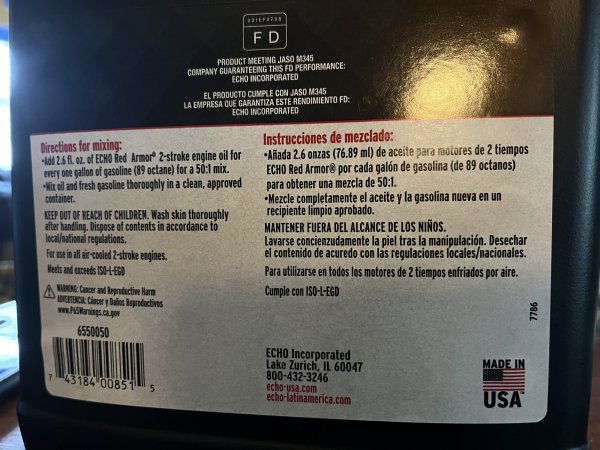 001EPA798
FD
PRODUCT MEETING JASO M345
COMPANY GUARANTEEING THIS FD PERFORMANCE:
ECHO INCORPORATED
EL PRODUCTO CUMPLE CON JASO M345
LA EMPRESA QUE GARANTIZA ESTE RENDIMIENTO FD:
ECHO INCORPORATED
Directions for mixing:
•Add 2.6 fl. oz. of ECHO Red Armor® 2-stroke engine oil for
every one gallon of gasoline (89 octane) for a 50:1 mix.
•Mix oil and fresh gasoline thoroughly in a clean, approved
container.
KEEP OUT OF REACH OF CHILDREN. Wash skin thoroughly
after handling. Dispose of contents in accordance to
local/national regulations.
For use in all air-cooled 2-stroke engines.
Meets and exceeds ISO-L-EGD
WARNING: Cancer and Reproductive Harm
ADVERTENCIA: Cáncer y Daños Reproductivos
www.P65Warnings.ca.gov
6550050
7 43184 00851 5
Instrucciones de mezclado:
•Añada 2.6 onzas (76.89 ml) de aceite para motores de 2 tiempos
ECHO Red Armor® por cada galón de gasolina (de 89 octanos)
para obtener una mezcla de 50:1.
•Mezcle completamente el aceite y la gasolina nueva en un
recipiente limpio aprobado.
MANTENER FUERA DEL ALCANCE DE LOS NIÑOS.
Lavarse concienzudamente la piel tras la manipulación. Desechar
el contenido de acuerdo con las regulaciones locales/nacionales.
Para utilizarse en todos los motores de 2 tiempos enfriados por aire.
Cumple con ISO-L-EGD
7786
ECHO Incorporated
Lake Zurich, IL 60047
800-432-3246
echo-usa.com
echo-latinamerica.com
MADE IN
USA